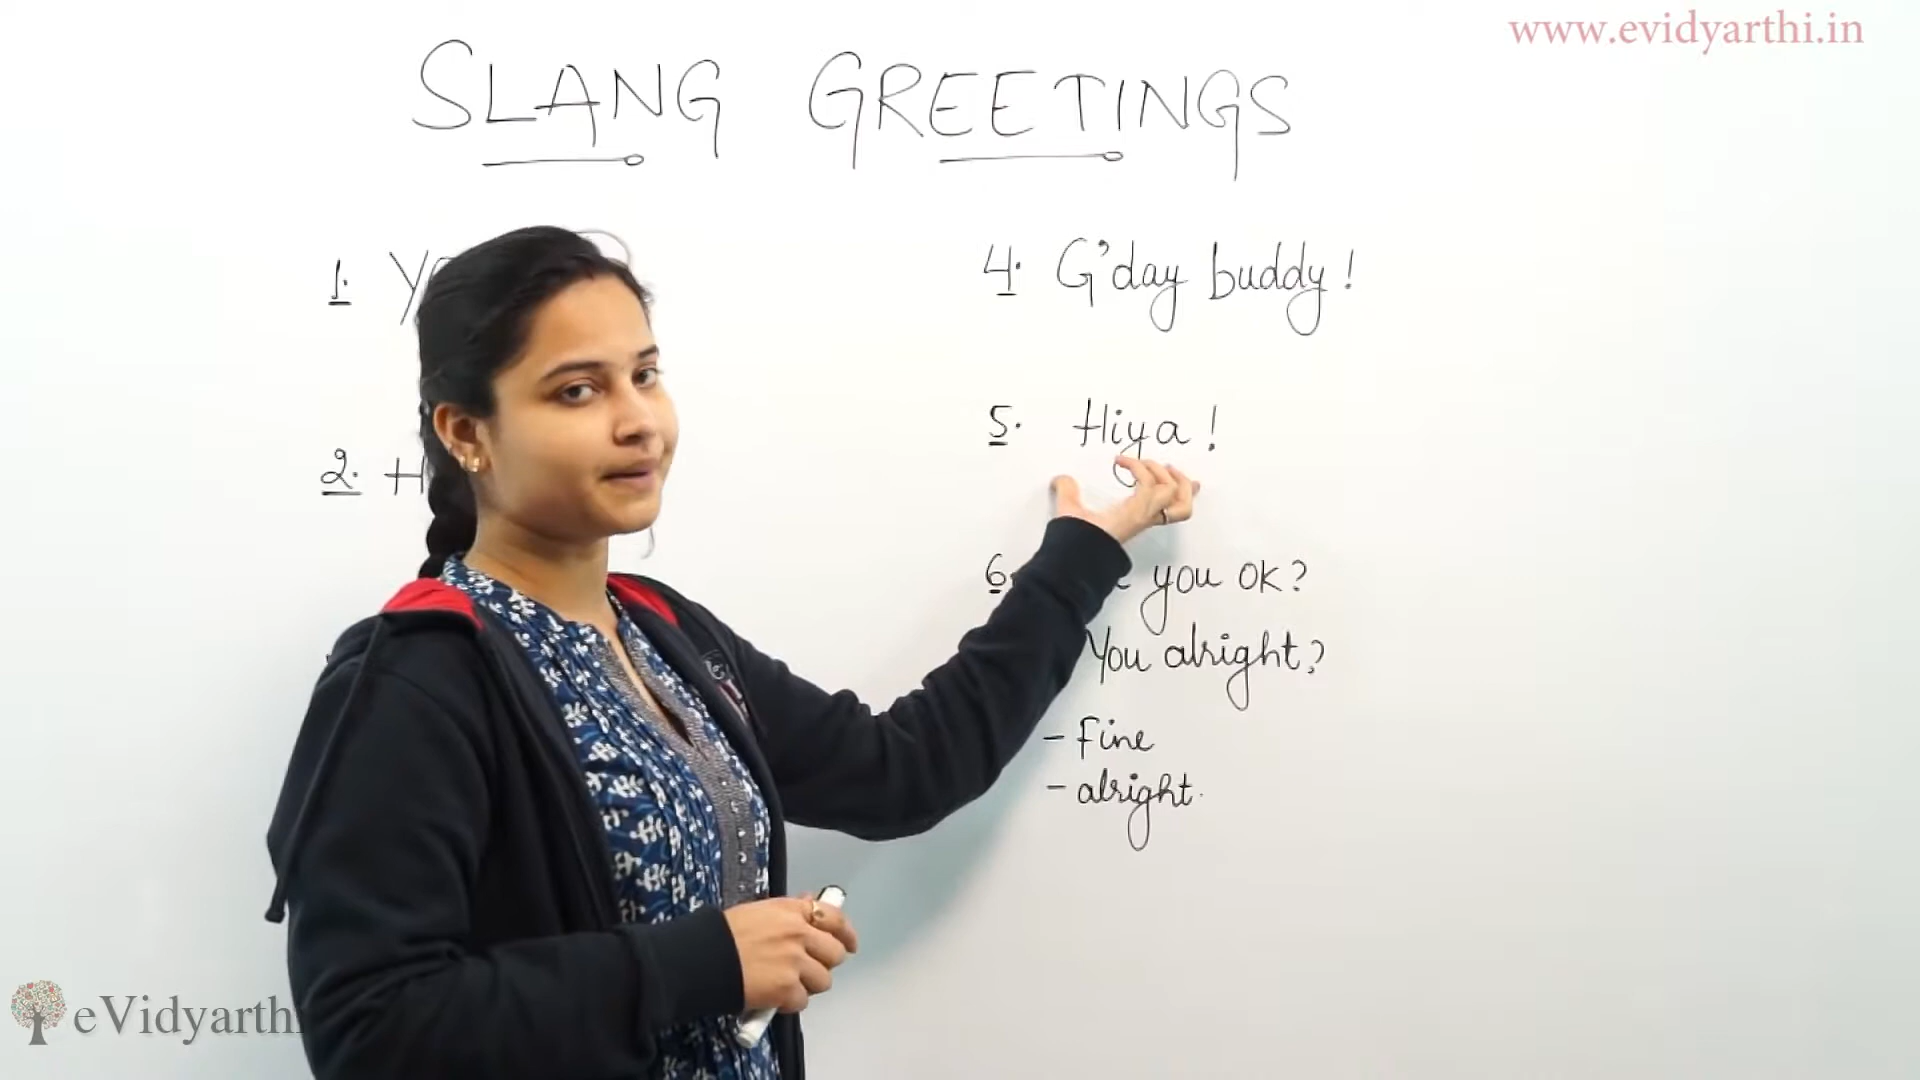 www.evidyarthi.in
SLANG GREETINGS
1.
2.
4. G'day buddy!
5. Hiya!
6. you ok?
You alright?
- Fine
- alright.
eVidyarthi